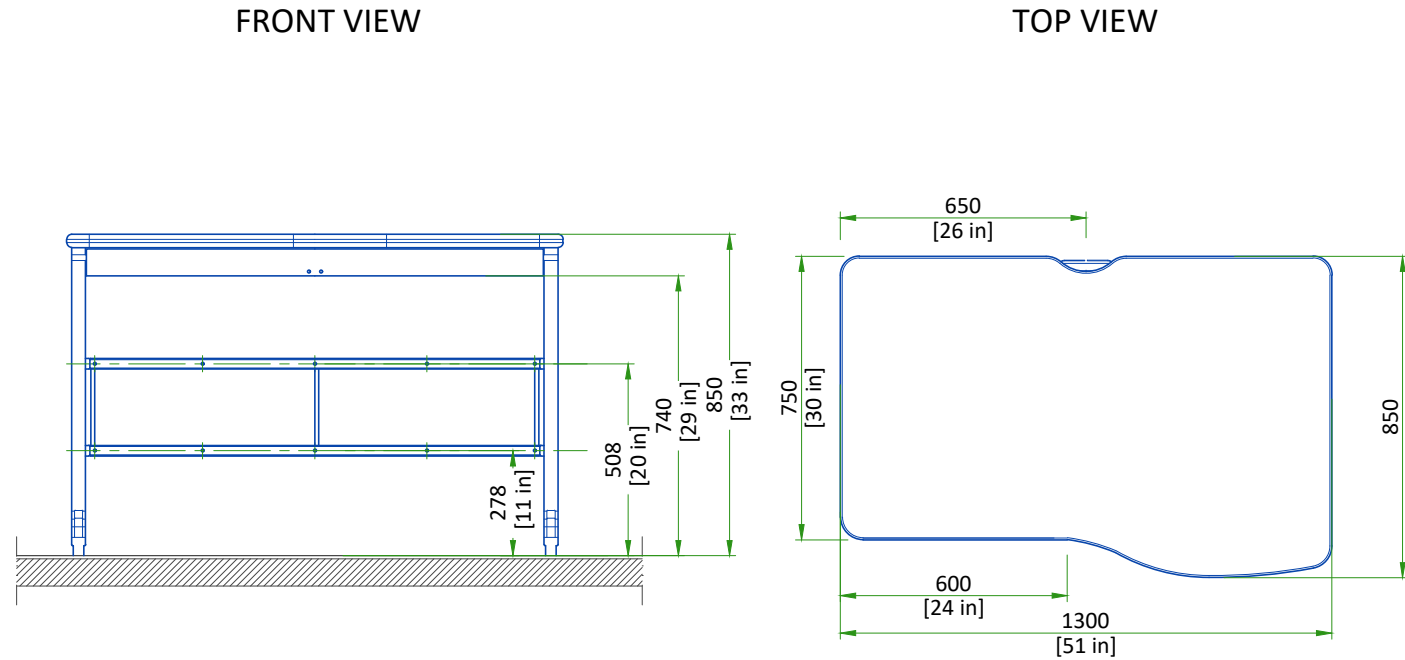 FRONT VIEW
TOP VIEW
278
[11 in]
508
[20 in]
740
[29 in]
850
[33 in]
650
[26 in]
750
[30 in]
850
600
[24 in]
1300
[51 in]